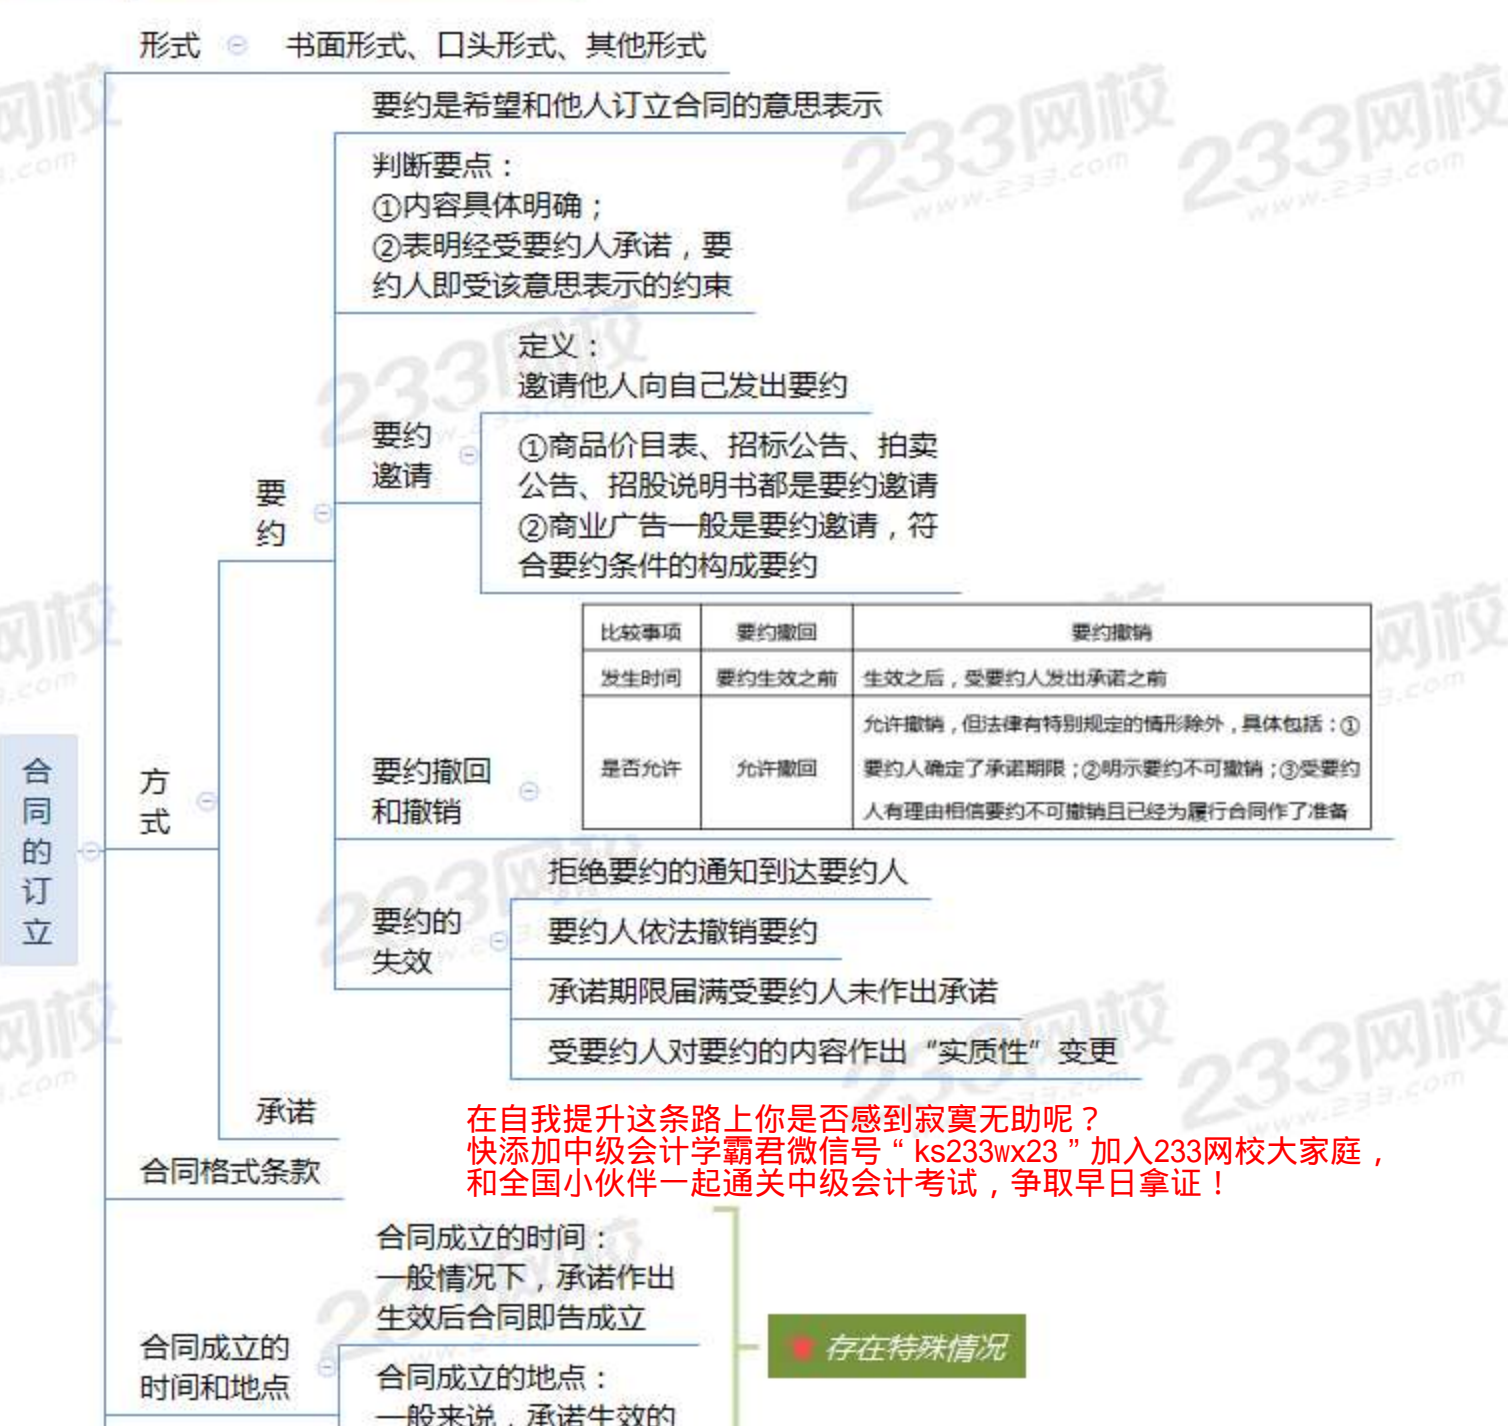 形式
书面形式、口头形式、其他形式
要约是希望和他人订立合同的意思表示
判断要点：
①内容具体明确；
②表明经受要约人承诺，要
约人即受该意思表示的约束
定义：
邀请他人向自己发出要约
要约
邀请
①商品价目表、招标公告、拍卖
公告、招股说明书都是要约邀请
②商业广告一般是要约邀请，符
合要约条件的构成要约
要
约
比较事项 要约撤回 要约撤销
发生时间 要约生效之前 生效之后，受要约人发出承诺之前
是否允许 允许撤回 允许撤销，但法律有特别规定的情形除外，具体包括：①
要约人确定了承诺期限；②明示要约不可撤销；③受要约
人有理由相信要约不可撤销且已经为履行合同作了准备
要约撤回
和撤销
方
式
合
同
的
订
立
拒绝要约的通知到达要约人
要约人依法撤销要约
要约的
失效
承诺期限届满受要约人未作出承诺
受要约人对要约的内容作出“实质性”变更
承诺
在自我提升这条路上你是否感到寂寞无助呢？
快添加中级会计学霸君微信号“ks233wx23”加入233网校大家庭，
和全国小伙伴一起通关中级会计考试，争取早日拿证！
合同格式条款
合同成立的时间：
一般情况下，承诺作出
生效后合同即告成立
合同成立的
时间和地点
存在特殊情况
合同成立的地点：
一般来说，承诺生效的
233网校
www.233.com